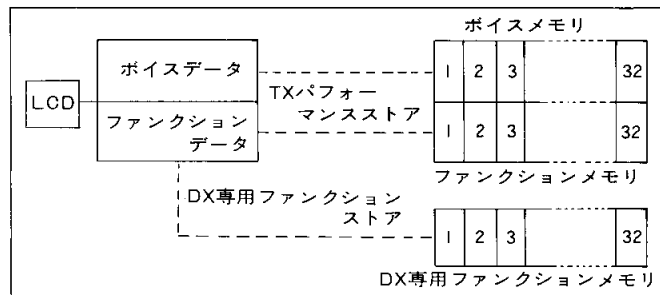 ボイスメモリ
ボイスデータ
1 2 3 32
LCD
TXパフォー
マンスストア
ファンクション
データ
1 2 3 32
ファンクションメモリ
DX専用ファンクション
ストア
1 2 3 32
DX専用ファンクションメモリ